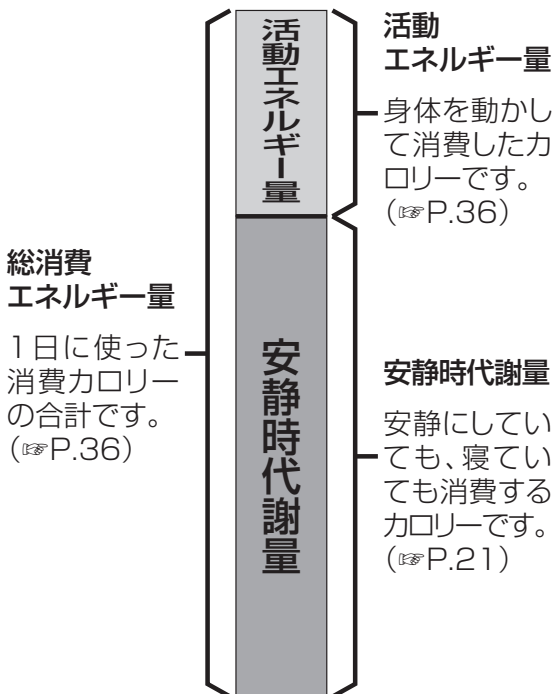 総消費
エネルギー量
1日に使った
消費カロリー
の合計です。
(☞P.36)
活動エネルギー量
安静時代謝量
活動
エネルギー量
身体を動かし
て消費したカ
ロリーです。
(☞P.36)
安静時代謝量
安静にしてい
ても、寝てい
ても消費する
カロリーです。
(☞P.21)